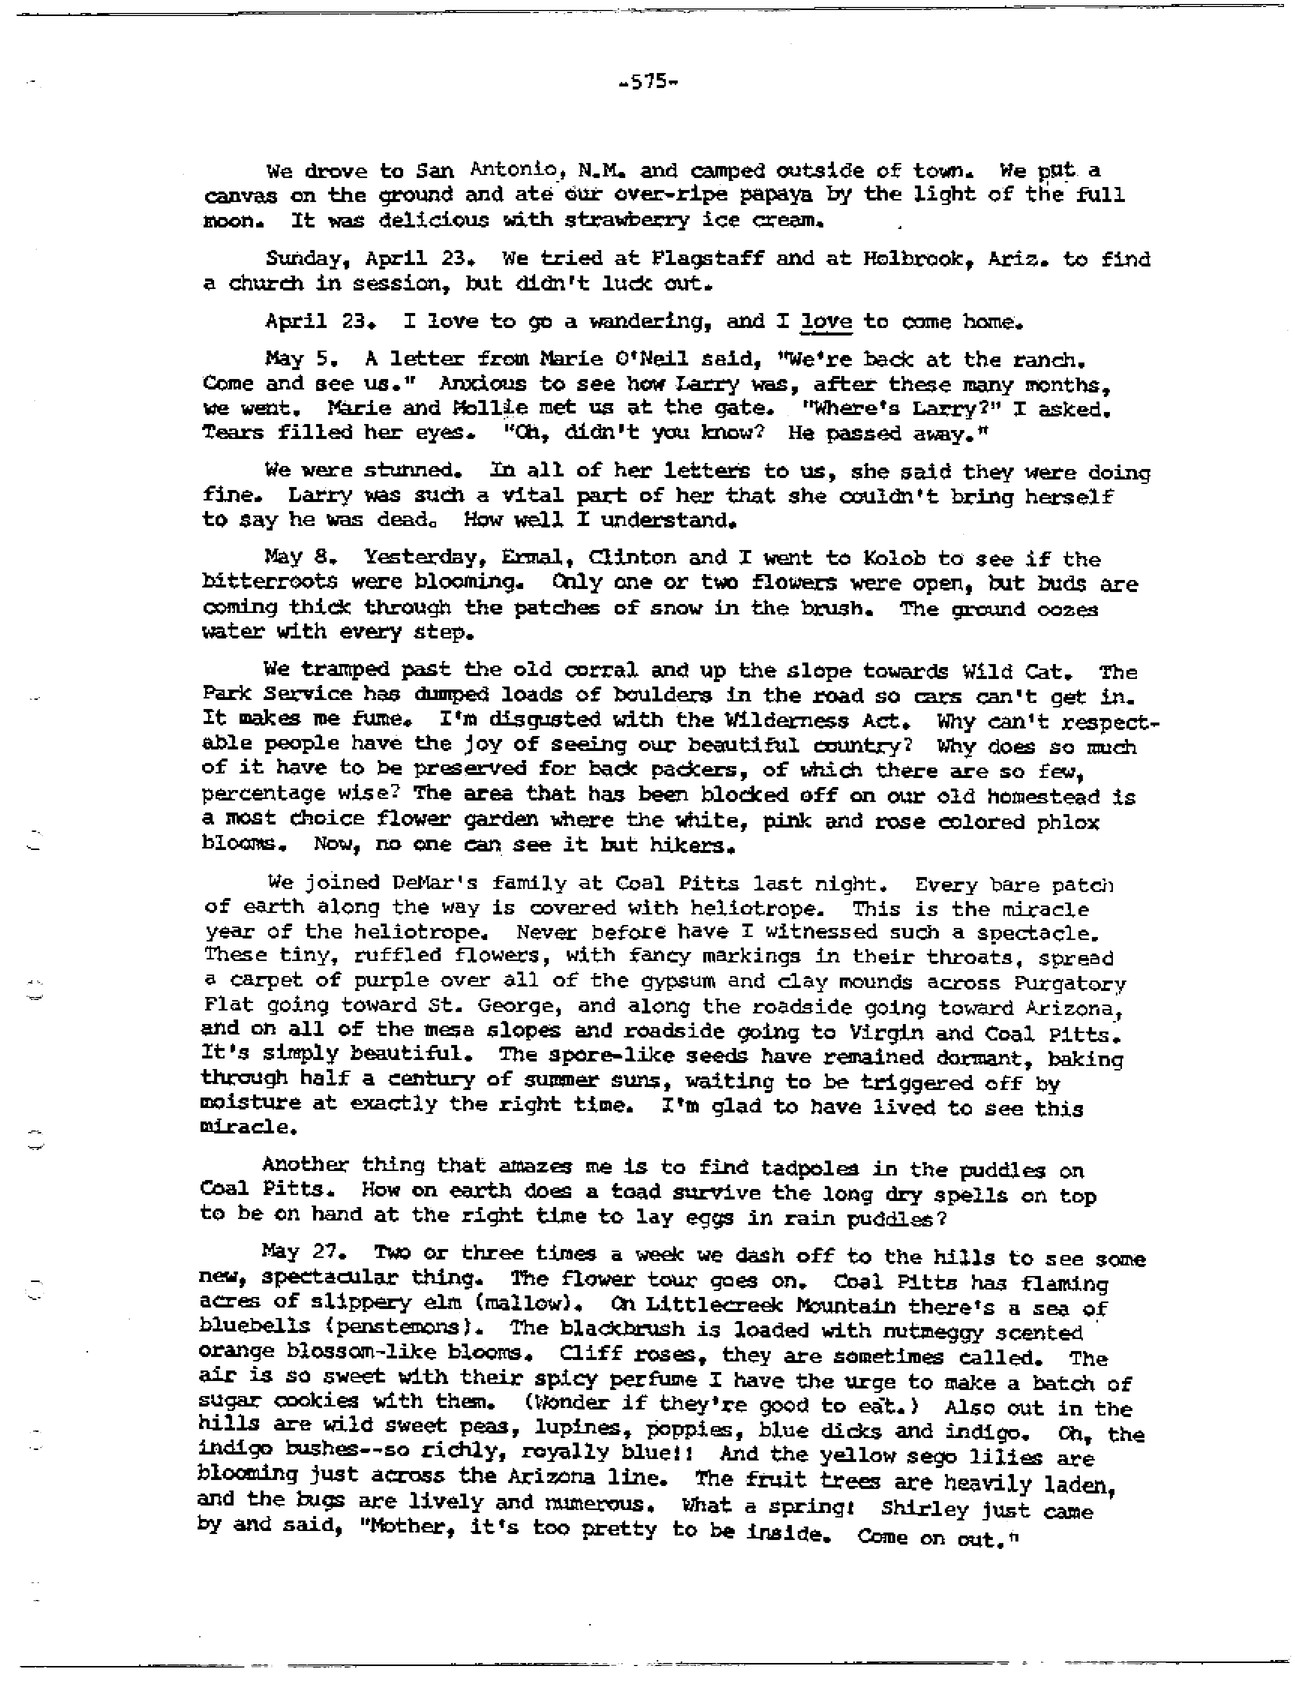 -575-
We drove to San Antonio, N.M. and camped outside of town. We put a
canvas on the ground and ate our over-ripe papaya by the light of the full
moon. It was delicious with strawberry ice cream.
Sunday, April 23. We tried at Flagstaff and at Holbrook, Ariz. to find
a church in session, but didn't luck out.
April 23. I love to go a wandering, and I love to come home.
May 5. A letter from Marie O'Neil said, "We're back at the ranch.
Come and see us." Anxious to see how Larry was, after these many months,
we went. Marie and Mollie met us at the gate. "Where's Larry?" I asked.
Tears filled her eyes. "Oh, didn't you know? He passed away."
We were stunned. In all of her letters to us, she said they were doing
fine. Larry was such a vital part of her that she couldn't bring herself
to say he was dead. How well I understand.
May 8. Yesterday, Ermal, Clinton and I went to Kolob to see if the
bitterroots were blooming. Only one or two flowers were open, but buds are
coming thick through the patches of snow in the brush. The ground oozes
water with every step.
We tramped past the old corral and up the slope towards Wild Cat. The
Park Service has dumped loads of boulders in the road so cars can't get in.
It makes me fume. I'm disgusted with the Wilderness Act. Why can't respect-
able people have the joy of seeing our beautiful country? Why does so much
of it have to be preserved for back packers, of which there are so few,
percentage wise? The area that has been blocked off on our old homestead is
a most choice flower garden where the white, pink and rose colored phlox
blooms. Now, no one can see it but hikers.
We joined DeMar's family at Coal Pitts last night. Every bare patch
of earth along the way is covered with heliotrope. This is the miracle
year of the heliotrope. Never before have I witnessed such a spectacle.
These tiny, ruffled flowers, with fancy markings in their throats, spread
a carpet of purple over all of the gypsum and clay mounds across Purgatory
Flat going toward St. George, and along the roadside going toward Arizona,
and on all of the mesa slopes and roadside going to Virgin and Coal Pitts.
It's simply beautiful. The spore-like seeds have remained dormant, baking
through half a century of summer suns, waiting to be triggered off by
moisture at exactly the right time. I'm glad to have lived to see this
miracle.
Another thing that amazes me is to find tadpoles in the puddles on
Coal Pitts. How on earth does a toad survive the long dry spells on top
to be on hand at the right time to lay eggs in rain puddles?
May 27. Two or three times a week we dash off to the hills to see some
new, spectacular thing. The flower tour goes on. Coal Pitts has flaming
acres of slippery elm (mallow). On Littlecreek Mountain there's a sea of
bluebells (penstemons). The blackbrush is loaded with nutmeggy scented
orange blossom-like blooms. Cliff roses, they are sometimes called. The
air is so sweet with their spicy perfume I have the urge to make a batch of
sugar cookies with them. (Wonder if they're good to eat.) Also out in the
hills are wild sweet peas, lupines, poppies, blue dicks and indigo. Oh, the
indigo bushes--so richly, royally blue!! And the yellow sego lilies are
blooming just across the Arizona line. The fruit trees are heavily laden,
and the bugs are lively and numerous. What a spring! Shirley just came
by and said, "Mother, it's too pretty to be inside. Come on out."